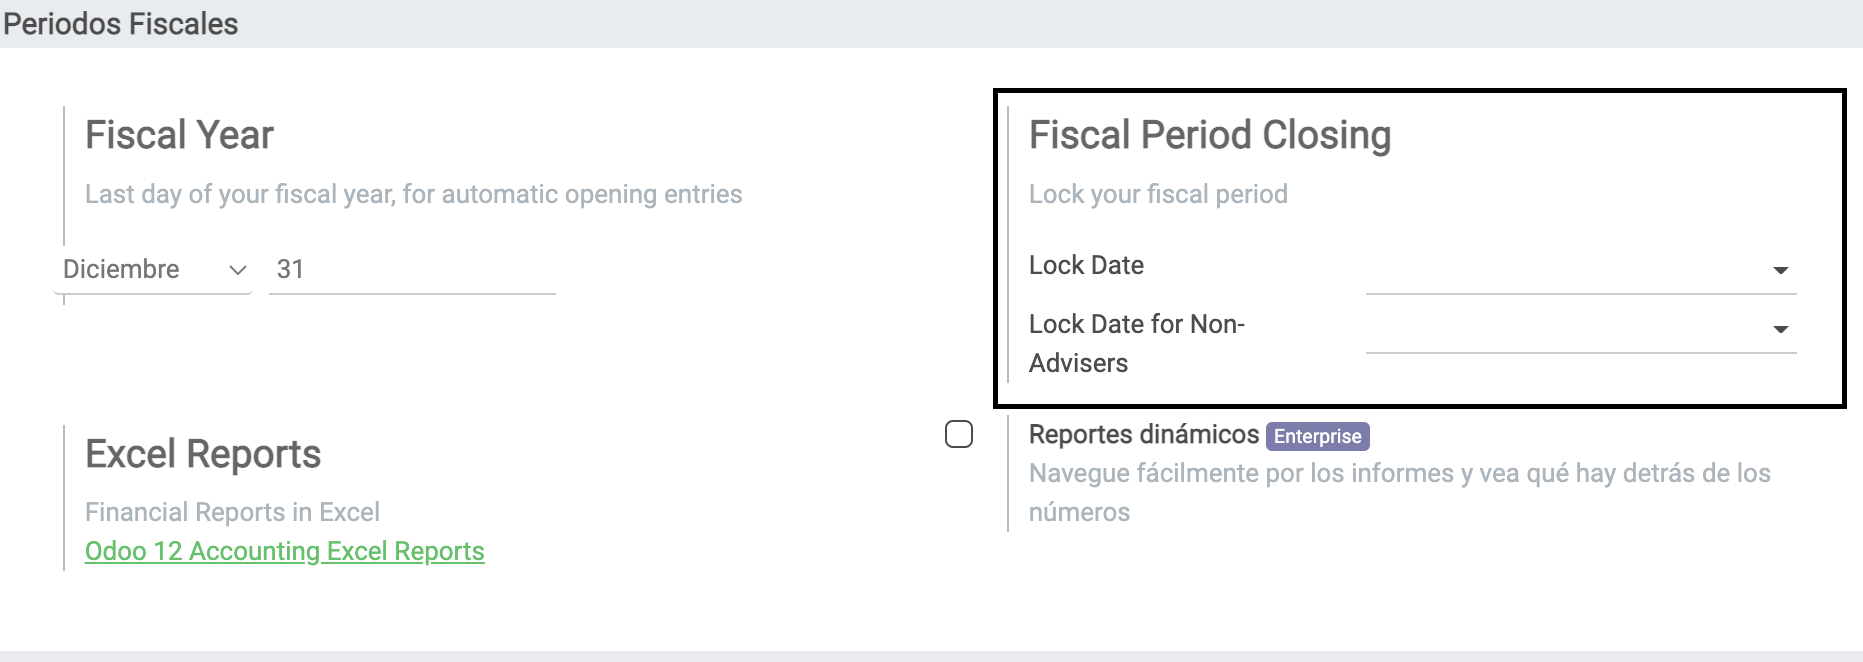 Periodos Fiscales
Fiscal Year
Last day of your fiscal year, for automatic opening entries
Diciembre 31
Fiscal Period Closing
Lock your fiscal period
Lock Date
Lock Date for Non-
Advisers
Excel Reports
Financial Reports in Excel
Odoo 12 Accounting Excel Reports
Reportes dinámicos Enterprise
Navegue fácilmente por los informes y vea qué hay detrás de los
números